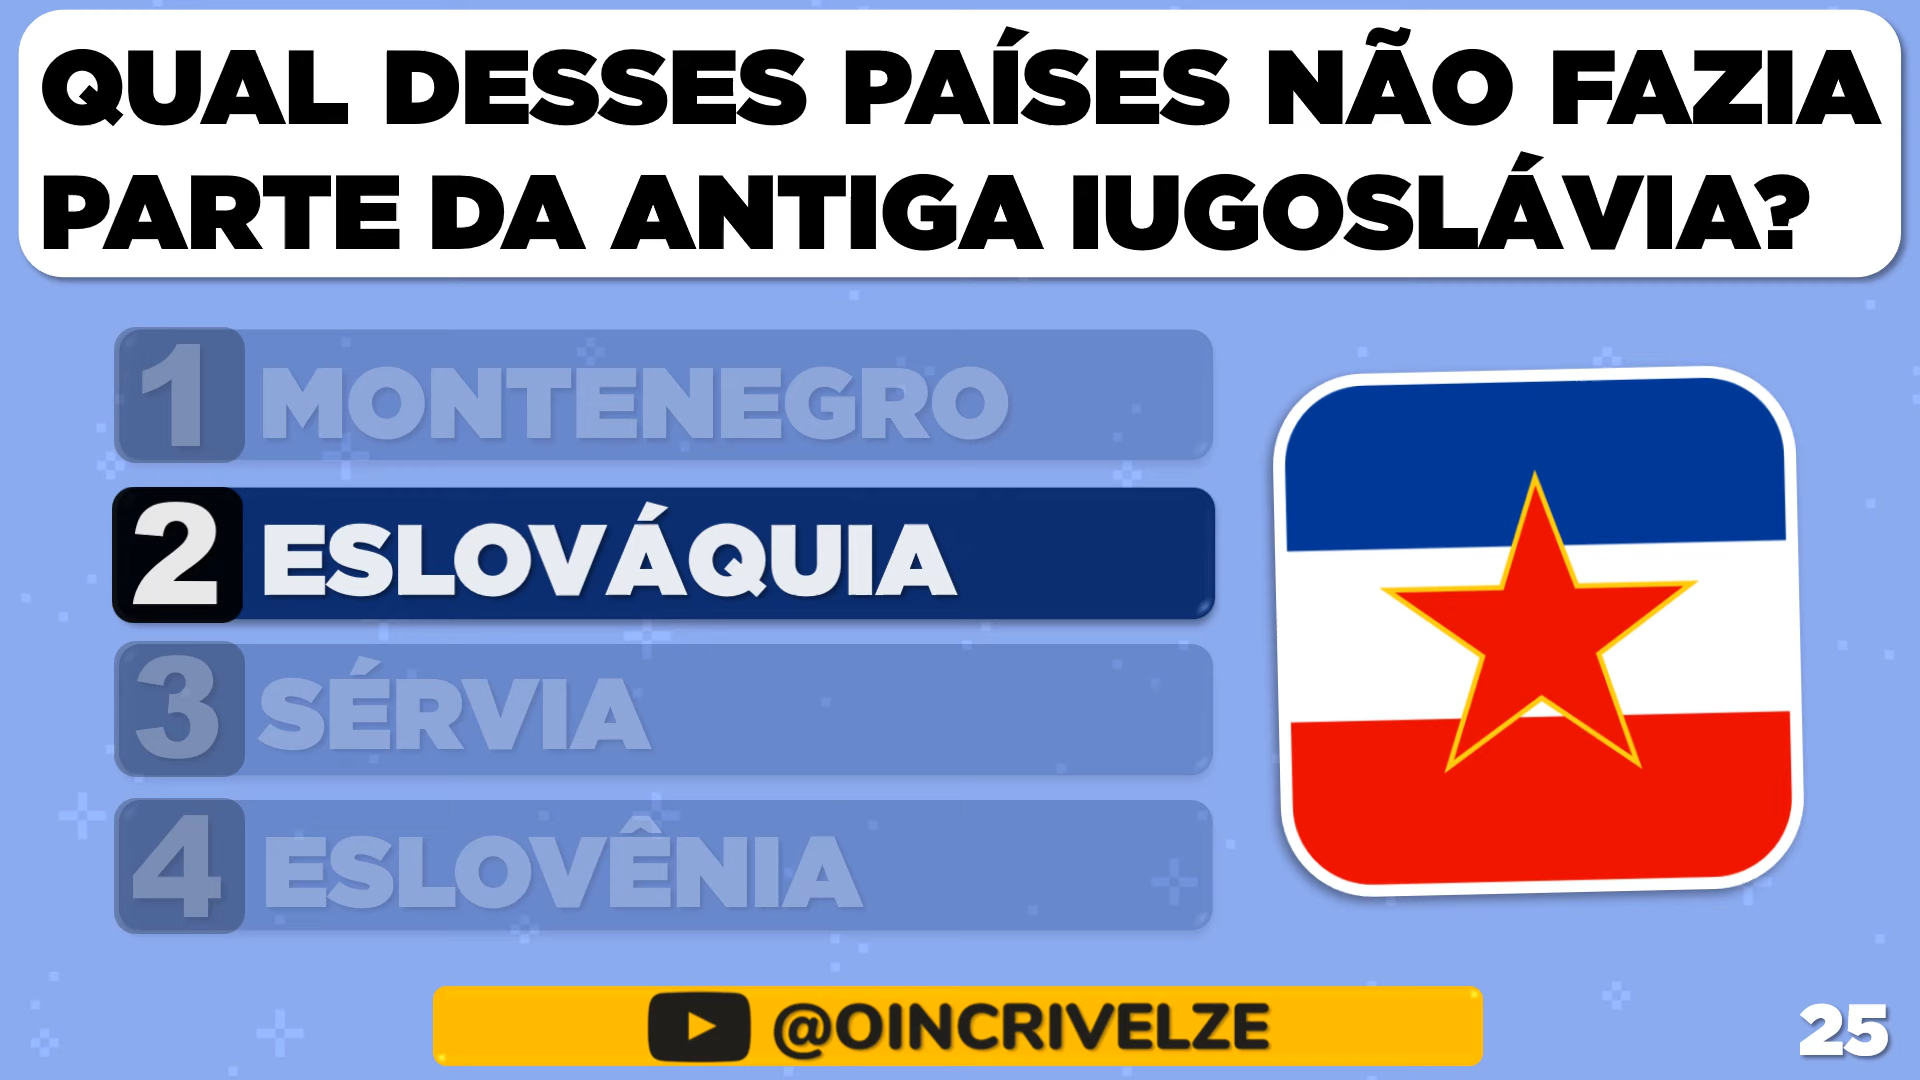 QUAL DESSES PAÍSES NÃO FAZIA
PARTE DA ANTIGA IUGOSLÁVIA?
1 MONTENEGRO
2 ESLOVÁQUIA
3 SÉRVIA
4 ESLOVÊNIA
@OINCRIVELZE
25